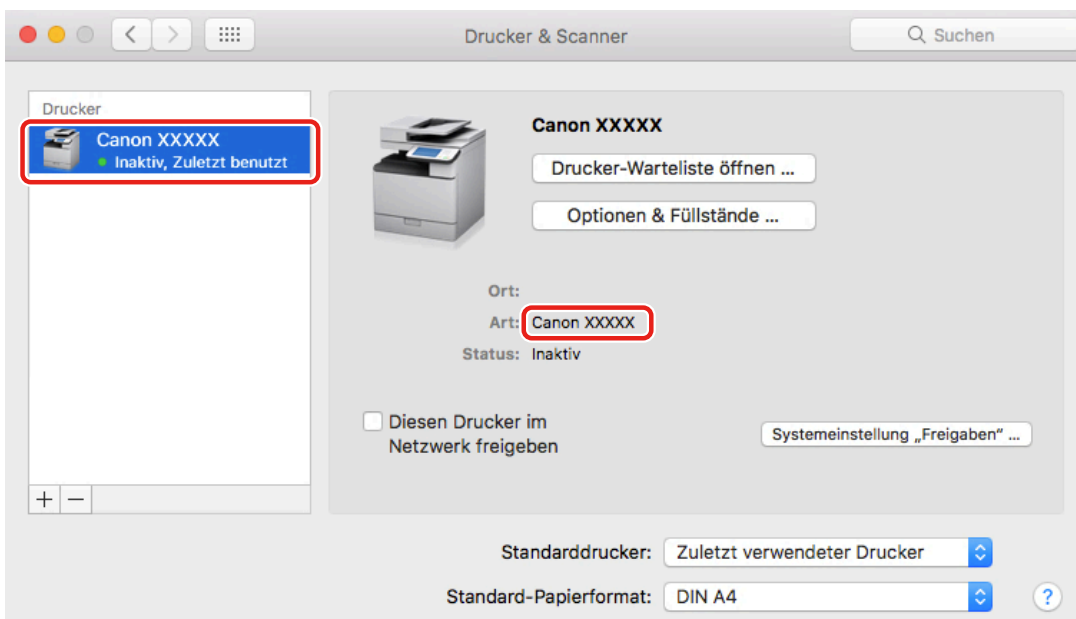 Drucker & Scanner
Suchen
Drucker
Canon XXXXX
Inaktiv, Zuletzt benutzt
Canon XXXXX
Drucker-Warteliste öffnen ...
Optionen & Füllstände ...
Ort:
Art: Canon XXXXX
Status: Inaktiv
Diesen Drucker im
Netzwerk freigeben
Systemeinstellung „Freigaben“ ...
+ −
Standarddrucker: Zuletzt verwendeter Drucker
Standard-Papierformat: DIN A4
?